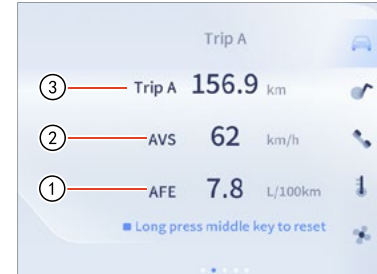 Trip A
3 Trip A 156.9 km
2 AVS 62 km/h
1 AFE 7.8 L/100km
Long press middle key to reset